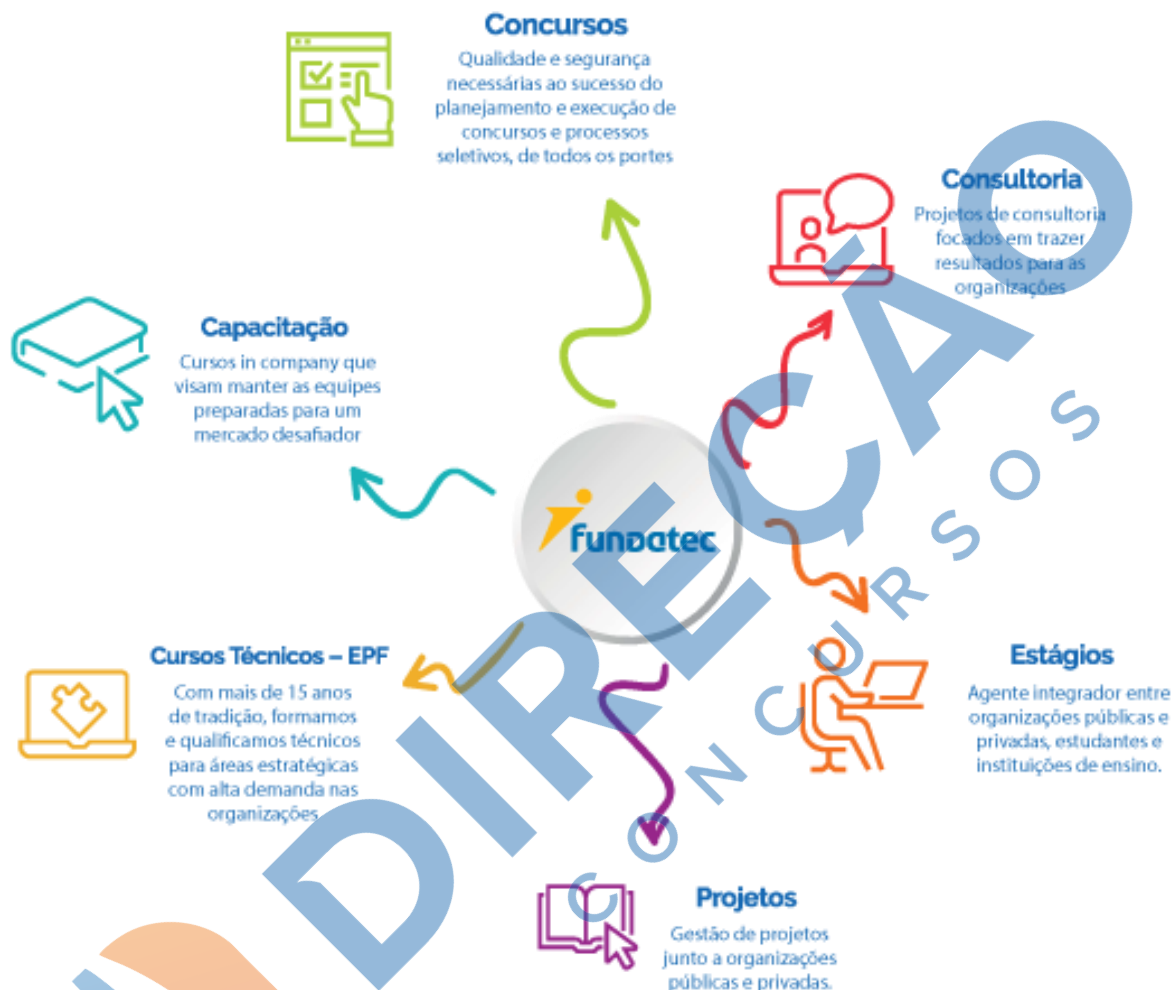 Concursos
Qualidade e segurança
necessárias ao sucesso do
planejamento e execução de
concursos e processos
seletivos, de todos os portes
Consultoria
Projetos de consultoria
focados em trazer
resultados para as
organizações
Capacitação
Cursos in company que
visam manter as equipes
preparadas para um
mercado desafiador
fundatec
Cursos Técnicos – EPF
Com mais de 15 anos
de tradição, formamos
e qualificamos técnicos
para áreas estratégicas
com alta demanda nas
organizações
Estágios
Agente integrador entre
organizações públicas e
privadas, estudantes e
instituições de ensino.
Projetos
Gestão de projetos
junto a organizações
públicas e privadas.
DIREÇÃO
CONCURSOS